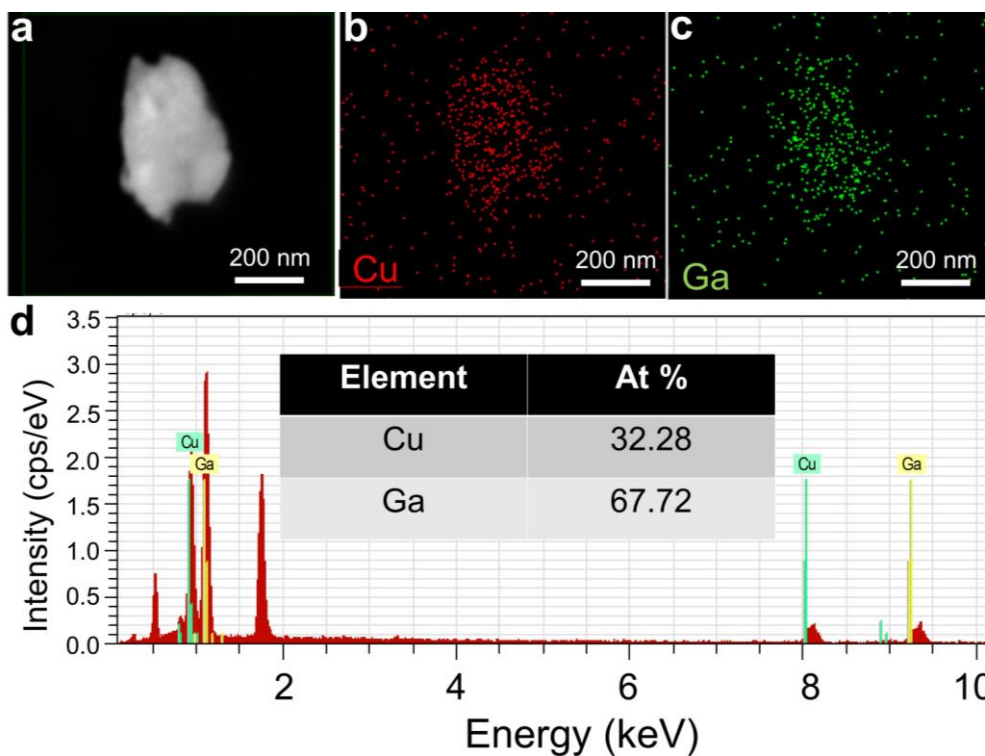 a
b
c
200 nm
Cu
200 nm
Ga
200 nm
d
3.5
3.0
2.5
2.0
1.5
1.0
0.5
0.0
Intensity (cps/eV)
Element At %
Cu 32.28
Ga 67.72
Cu
Ga
Cu
Ga
2 4 6 8 10
Energy (keV)